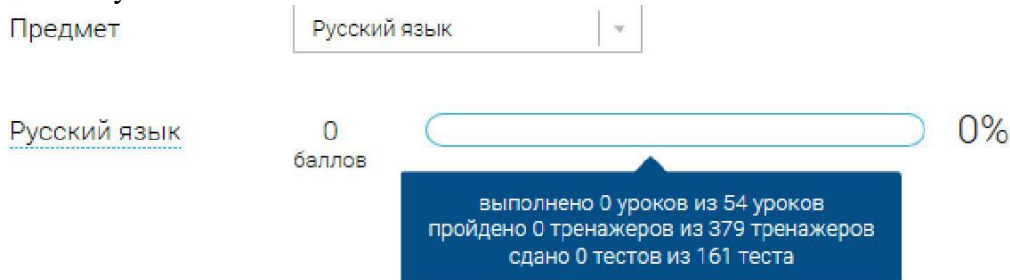 Предмет
Русский язык
Русский язык
0
баллов
0%
выполнено 0 уроков из 54 уроков
пройдено 0 тренажеров из 379 тренажеров
сдано 0 тестов из 161 теста